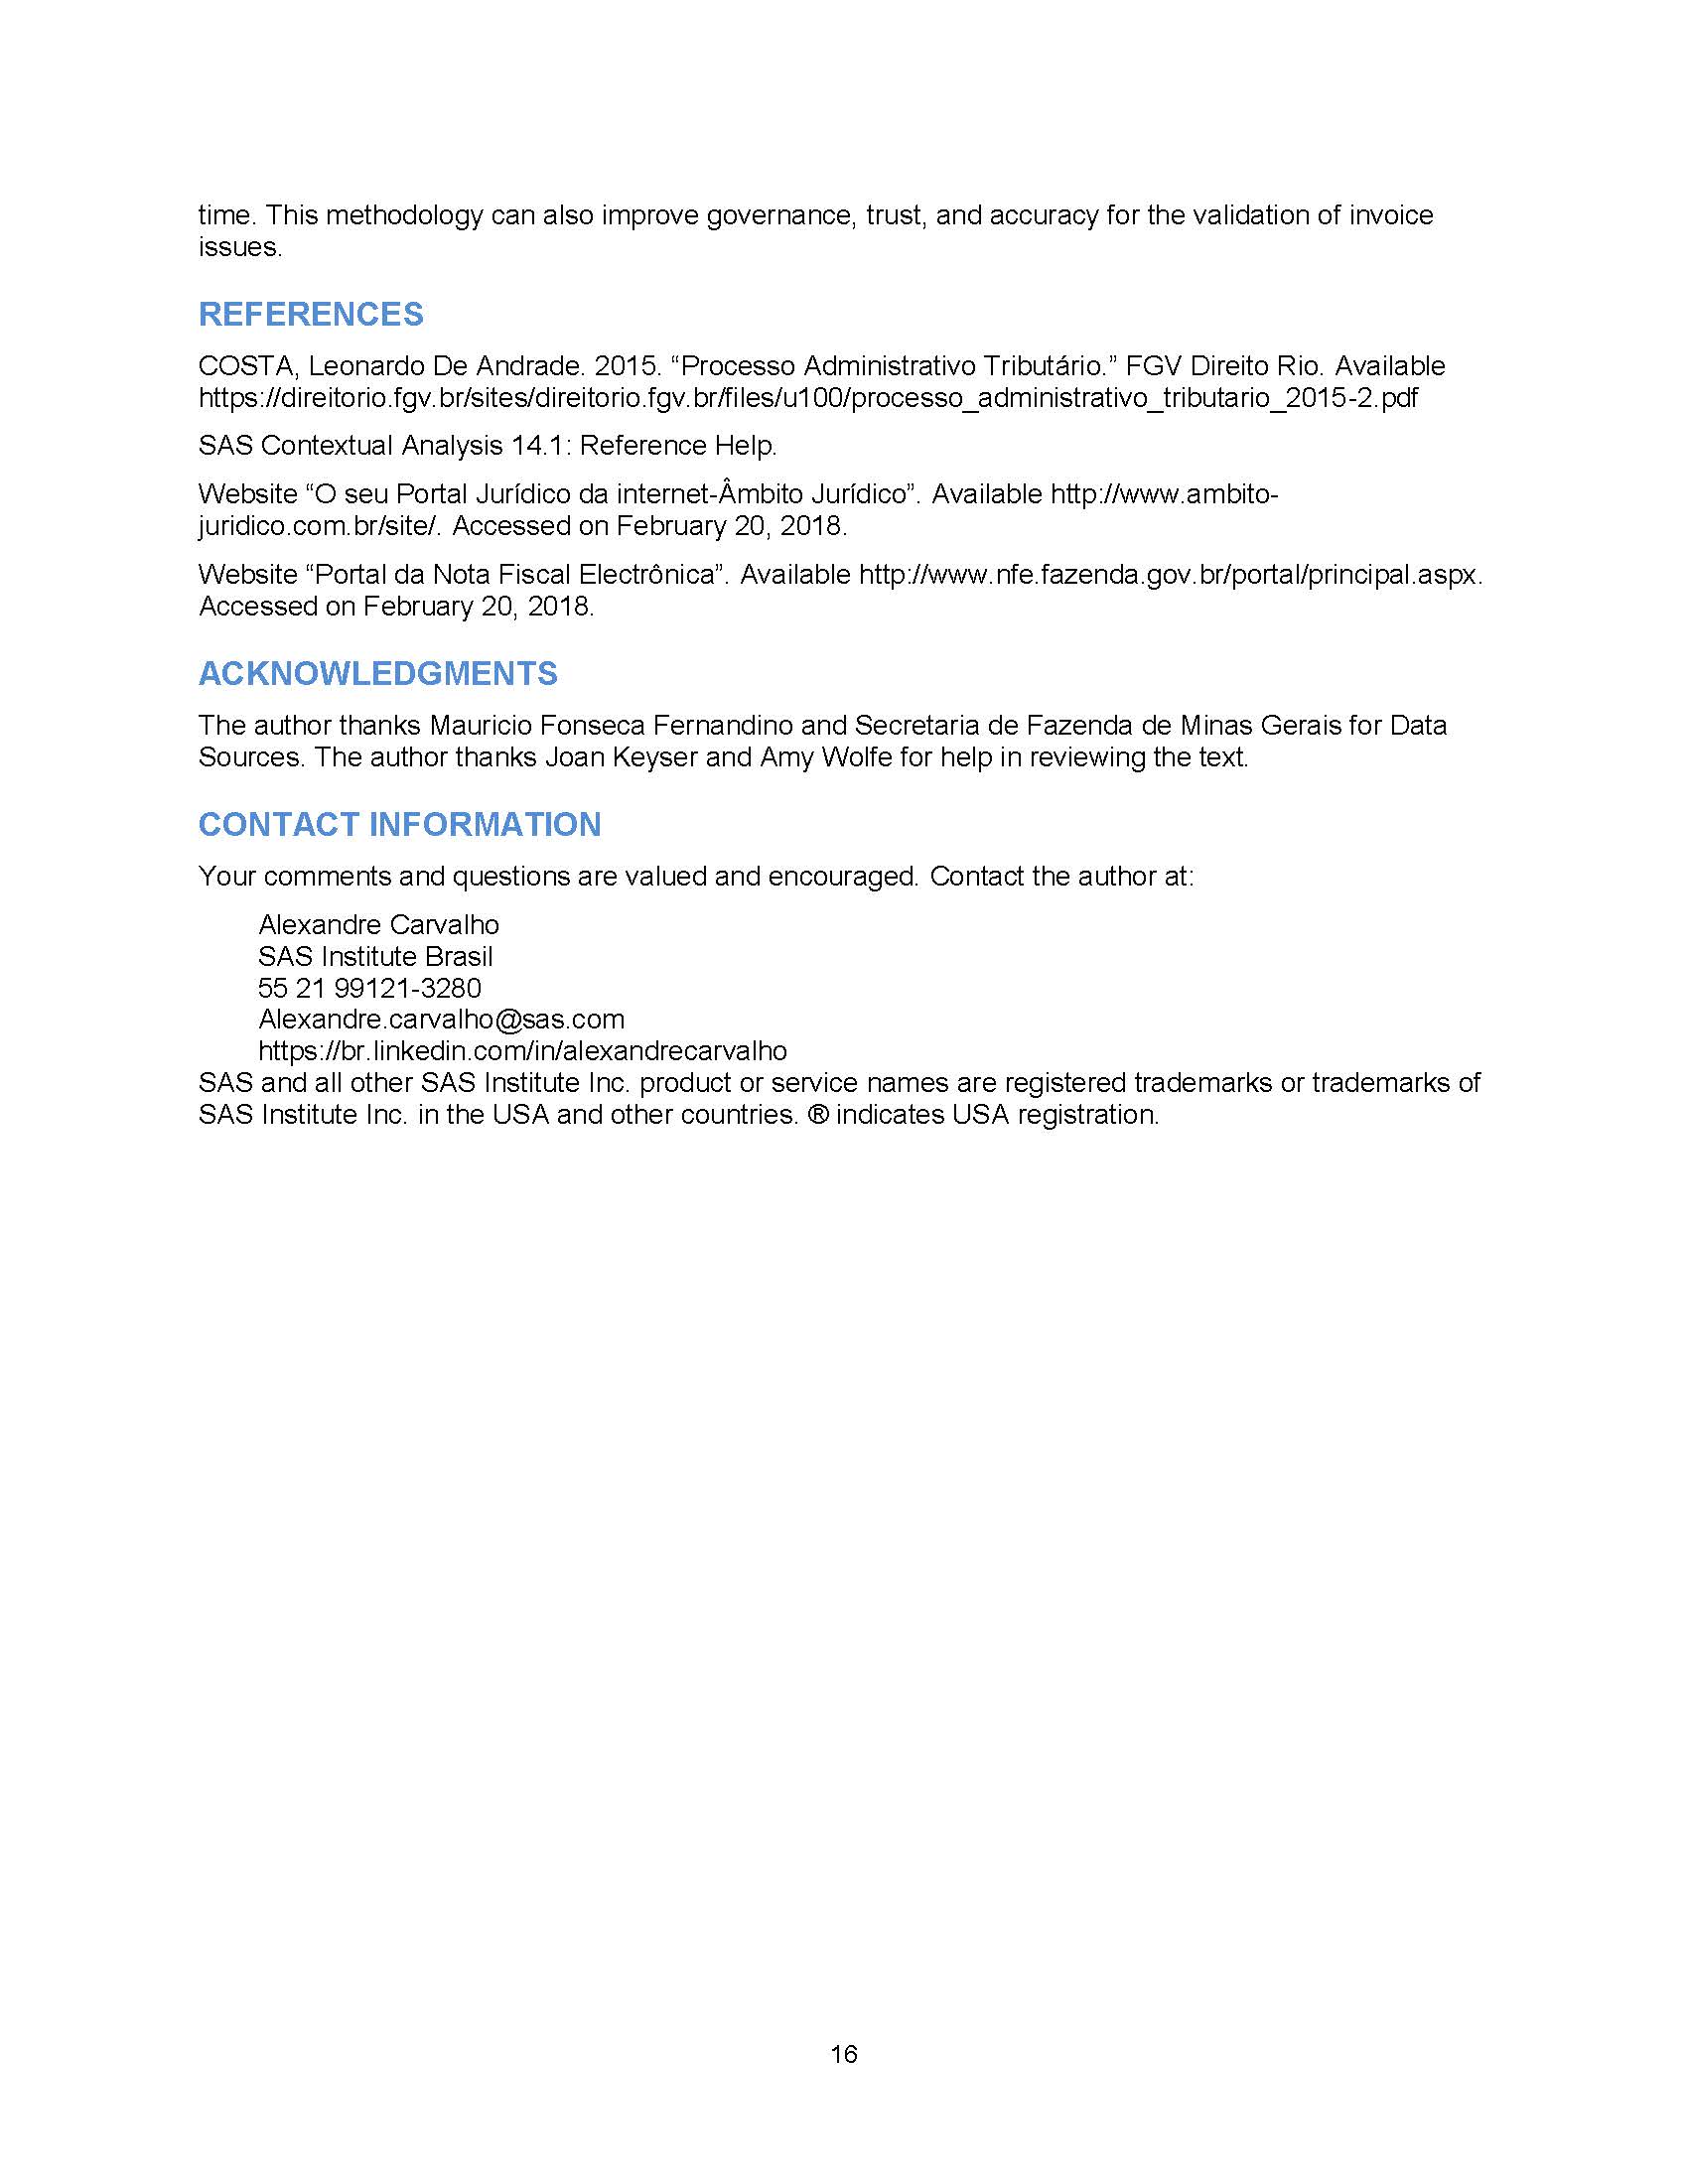 time. This methodology can also improve governance, trust, and accuracy for the validation of invoice
issues.
REFERENCES
COSTA, Leonardo De Andrade. 2015. “Processo Administrativo Tributário.” FGV Direito Rio. Available
https://direitorio.fgv.br/sites/direitorio.fgv.br/files/u100/processo_administrativo_tributario_2015-2.pdf
SAS Contextual Analysis 14.1: Reference Help.
Website “O seu Portal Jurídico da internet-Âmbito Jurídico”. Available http://www.ambito-
juridico.com.br/site/. Accessed on February 20, 2018.
Website “Portal da Nota Fiscal Electrônica”. Available http://www.nfe.fazenda.gov.br/portal/principal.aspx.
Accessed on February 20, 2018.
ACKNOWLEDGMENTS
The author thanks Mauricio Fonseca Fernandino and Secretaria de Fazenda de Minas Gerais for Data
Sources. The author thanks Joan Keyser and Amy Wolfe for help in reviewing the text.
CONTACT INFORMATION
Your comments and questions are valued and encouraged. Contact the author at:
Alexandre Carvalho
SAS Institute Brasil
55 21 99121-3280
Alexandre.carvalho@sas.com
https://br.linkedin.com/in/alexandrecarvalho
SAS and all other SAS Institute Inc. product or service names are registered trademarks or trademarks of
SAS Institute Inc. in the USA and other countries. ® indicates USA registration.
16